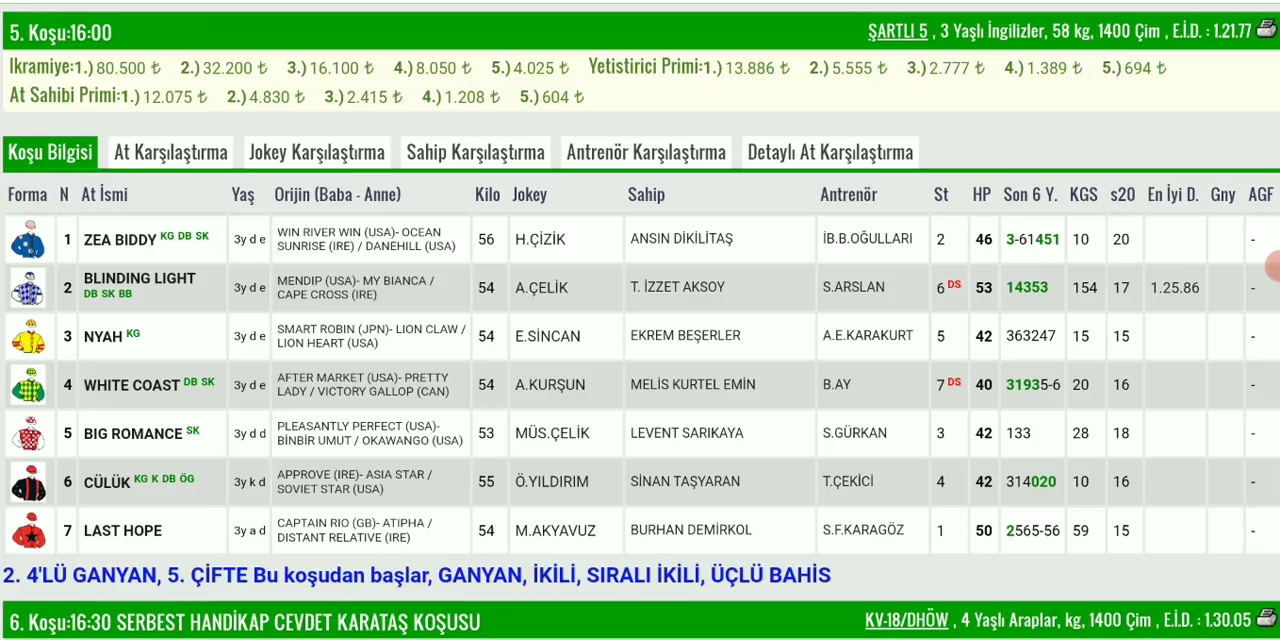 5. Koşu:16:00 ŞARTLI 5 , 3 Yaşlı İngilizler, 58 kg, 1400 Çim , E.İ.D. : 1.21.77
Ikramiye:1.) 80.500 ₺ 2.) 32.200 ₺ 3.) 16.100 ₺ 4.) 8.050 ₺ 5.) 4.025 ₺ Yetistirici Primi:1.) 13.886 ₺ 2.) 5.555 ₺ 3.) 2.777 ₺ 4.) 1.389 ₺ 5.) 694 ₺
At Sahibi Primi:1.) 12.075 ₺ 2.) 4.830 ₺ 3.) 2.415 ₺ 4.) 1.208 ₺ 5.) 604 ₺
Koşu Bilgisi At Karşılaştırma Jokey Karşılaştırma Sahip Karşılaştırma Antrenör Karşılaştırma Detaylı At Karşılaştırma
Forma N At İsmi Yaş Orijin (Baba - Anne) Kilo Jokey Sahip Antrenör St HP Son 6 Y. KGS s20 En İyi D. Gny AGF
1 ZEA BIDDY KG DB SK 3y d e WIN RIVER WIN (USA)- OCEAN SUNRISE (IRE) / DANEHILL (USA) 56 H.ÇİZİK ANSIN DİKİLİTAŞ İB.B.OĞULLARI 2 46 3-61451 10 20 -
2 BLINDING LIGHT DB SK BB 3y d e MENDIP (USA)- MY BIANCA / CAPE CROSS (IRE) 54 A.ÇELİK T. İZZET AKSOY S.ARSLAN 6 DS 53 14353 154 17 1.25.86 -
3 NYAH KG 3y d e SMART ROBIN (JPN)- LION CLAW / LION HEART (USA) 54 E.SİNCAN EKREM BEŞERLER A.E.KARAKURT 5 42 363247 15 15 -
4 WHITE COAST DB SK 3y d e AFTER MARKET (USA)- PRETTY LADY / VICTORY GALLOP (CAN) 54 A.KURŞUN MELİS KURTEL EMİN B.AY 7 DS 40 31935-6 20 16 -
5 BIG ROMANCE SK 3y d d PLEASANTLY PERFECT (USA)- BİNBİR UMUT / OKAWANGO (USA) 53 MÜS.ÇELİK LEVENT SARIKAYA S.GÜRKAN 3 42 133 28 18 -
6 CÜLÜK KG K DB ÖG 3y k d APPROVE (IRE)- ASIA STAR / SOVIET STAR (USA) 55 Ö.YILDIRIM SİNAN TAŞYARAN T.ÇEKİCİ 4 42 314020 10 16 -
7 LAST HOPE 3y a d CAPTAIN RIO (GB)- ATIPHA / DISTANT RELATIVE (IRE) 54 M.AKYAVUZ BURHAN DEMİRKOL S.F.KARAGÖZ 1 50 2565-56 59 15 -
2. 4'LÜ GANYAN, 5. ÇİFTE Bu koşudan başlar, GANYAN, İKİLİ, SIRALI İKİLİ, ÜÇLÜ BAHİS
6. Koşu:16:30 SERBEST HANDİKAP CEVDET KARATAŞ KOŞUSU KV-18/DHÖW , 4 Yaşlı Araplar, kg, 1400 Çim , E.İ.D. : 1.30.05